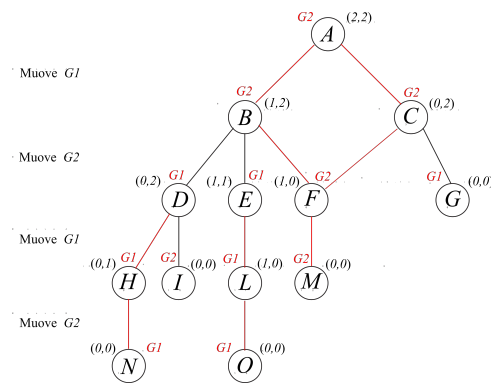 G2 (2,2)
A
Muove G1
G2 (1,2) G2 (0,2)
B C
Muove G2
(0,2) G1 (1,1) G1 (1,0) G2 G1 (0,0)
D E F G
Muove G1
(0,1) G1 G2 (0,0) G1 (1,0) G2 (0,0)
H I L M
Muove G2
(0,0) G1 G1 (0,0)
N O